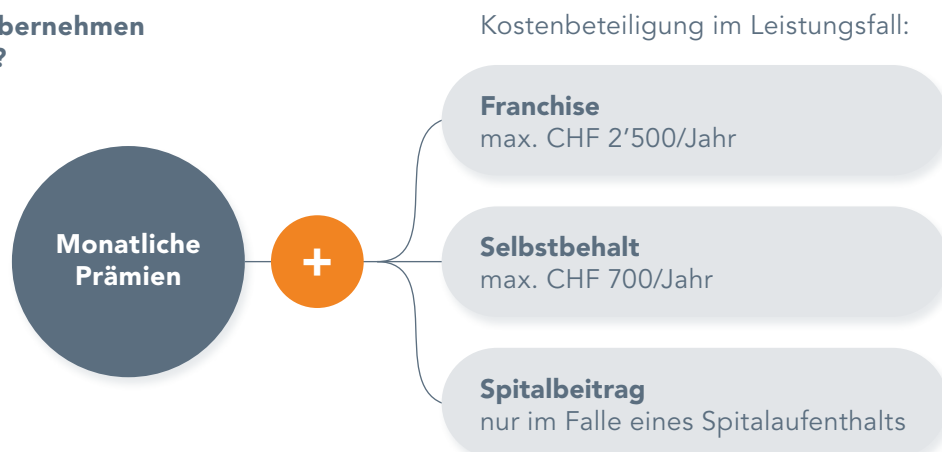 bernehmen
?
Kostenbeteiligung im Leistungsfall:
Franchise
max. CHF 2’500/Jahr
Monatliche
Prämien
+
Selbstbehalt
max. CHF 700/Jahr
Spitalbeitrag
nur im Falle eines Spitalaufenthalts